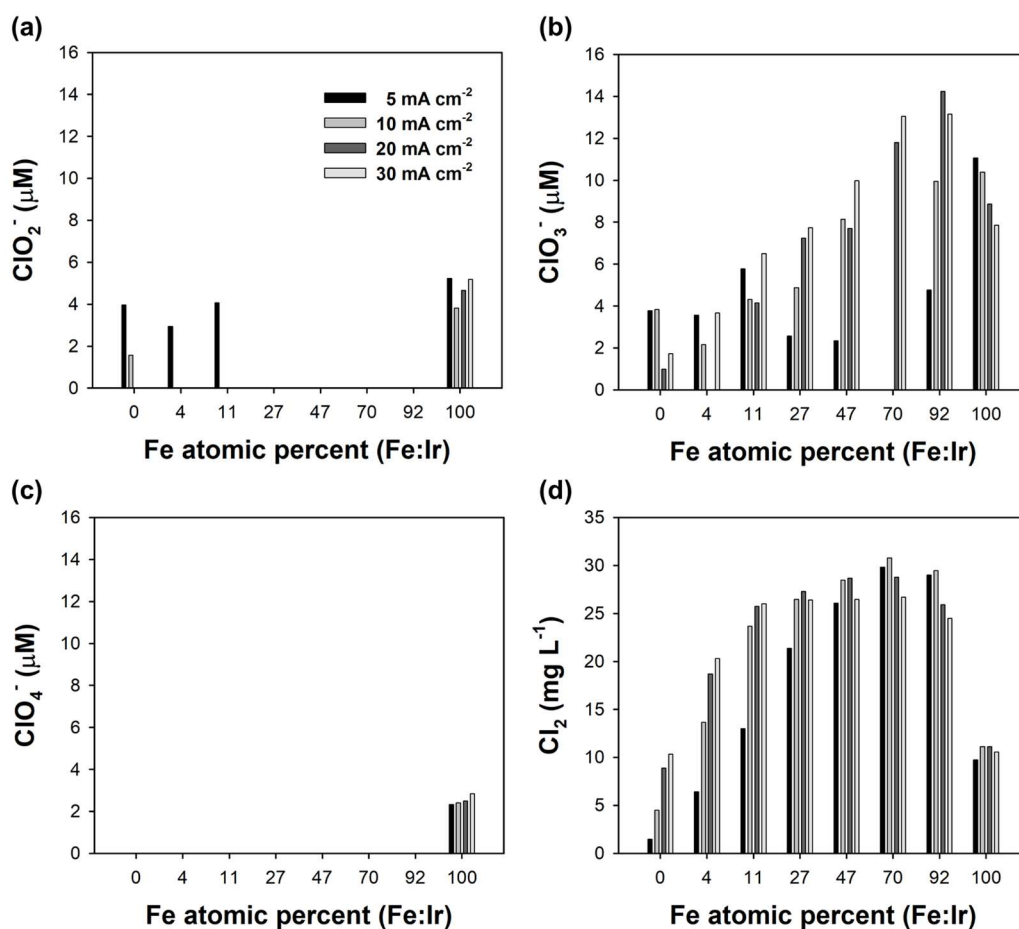 (a)
16
14
12
10
8
6
4
2
0
ClO₂⁻ (μM)
5 mA cm⁻²
10 mA cm⁻²
20 mA cm⁻²
30 mA cm⁻²
0 4 11 27 47 70 92 100
Fe atomic percent (Fe:Ir)
(b)
16
14
12
10
8
6
4
2
0
ClO₃⁻ (μM)
0 4 11 27 47 70 92 100
Fe atomic percent (Fe:Ir)
(c)
16
14
12
10
8
6
4
2
0
ClO₄⁻ (μM)
0 4 11 27 47 70 92 100
Fe atomic percent (Fe:Ir)
(d)
35
30
25
20
15
10
5
0
Cl₂ (mg L⁻¹)
0 4 11 27 47 70 92 100
Fe atomic percent (Fe:Ir)